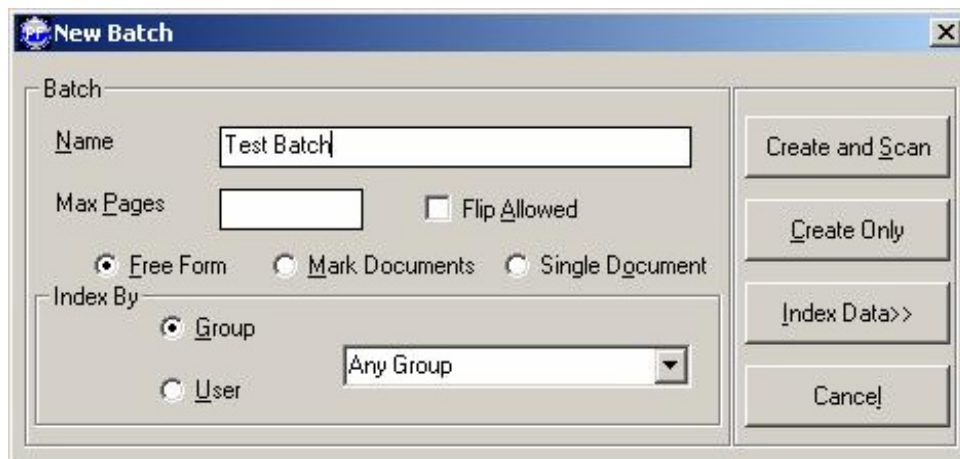 PF New Batch
Batch
Name Test Batch
Create and Scan
Max Pages
Flip Allowed
Create Only
Free Form Mark Documents Single Document
Index By
Group
Index Data>>
Any Group
User
Cancel